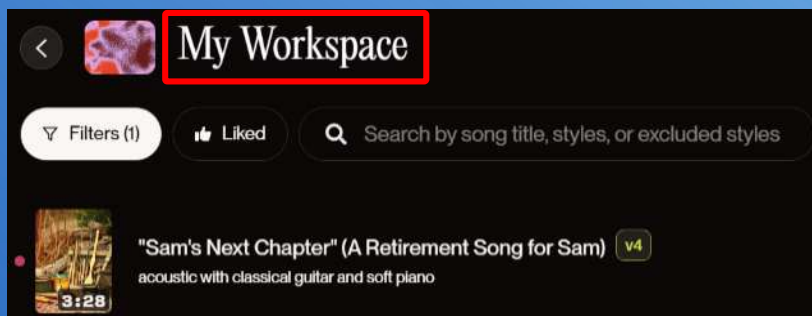 My Workspace
Filters (1) Liked Search by song title, styles, or excluded styles
"Sam's Next Chapter" (A Retirement Song for Sam) v4
acoustic with classical guitar and soft piano
3:28